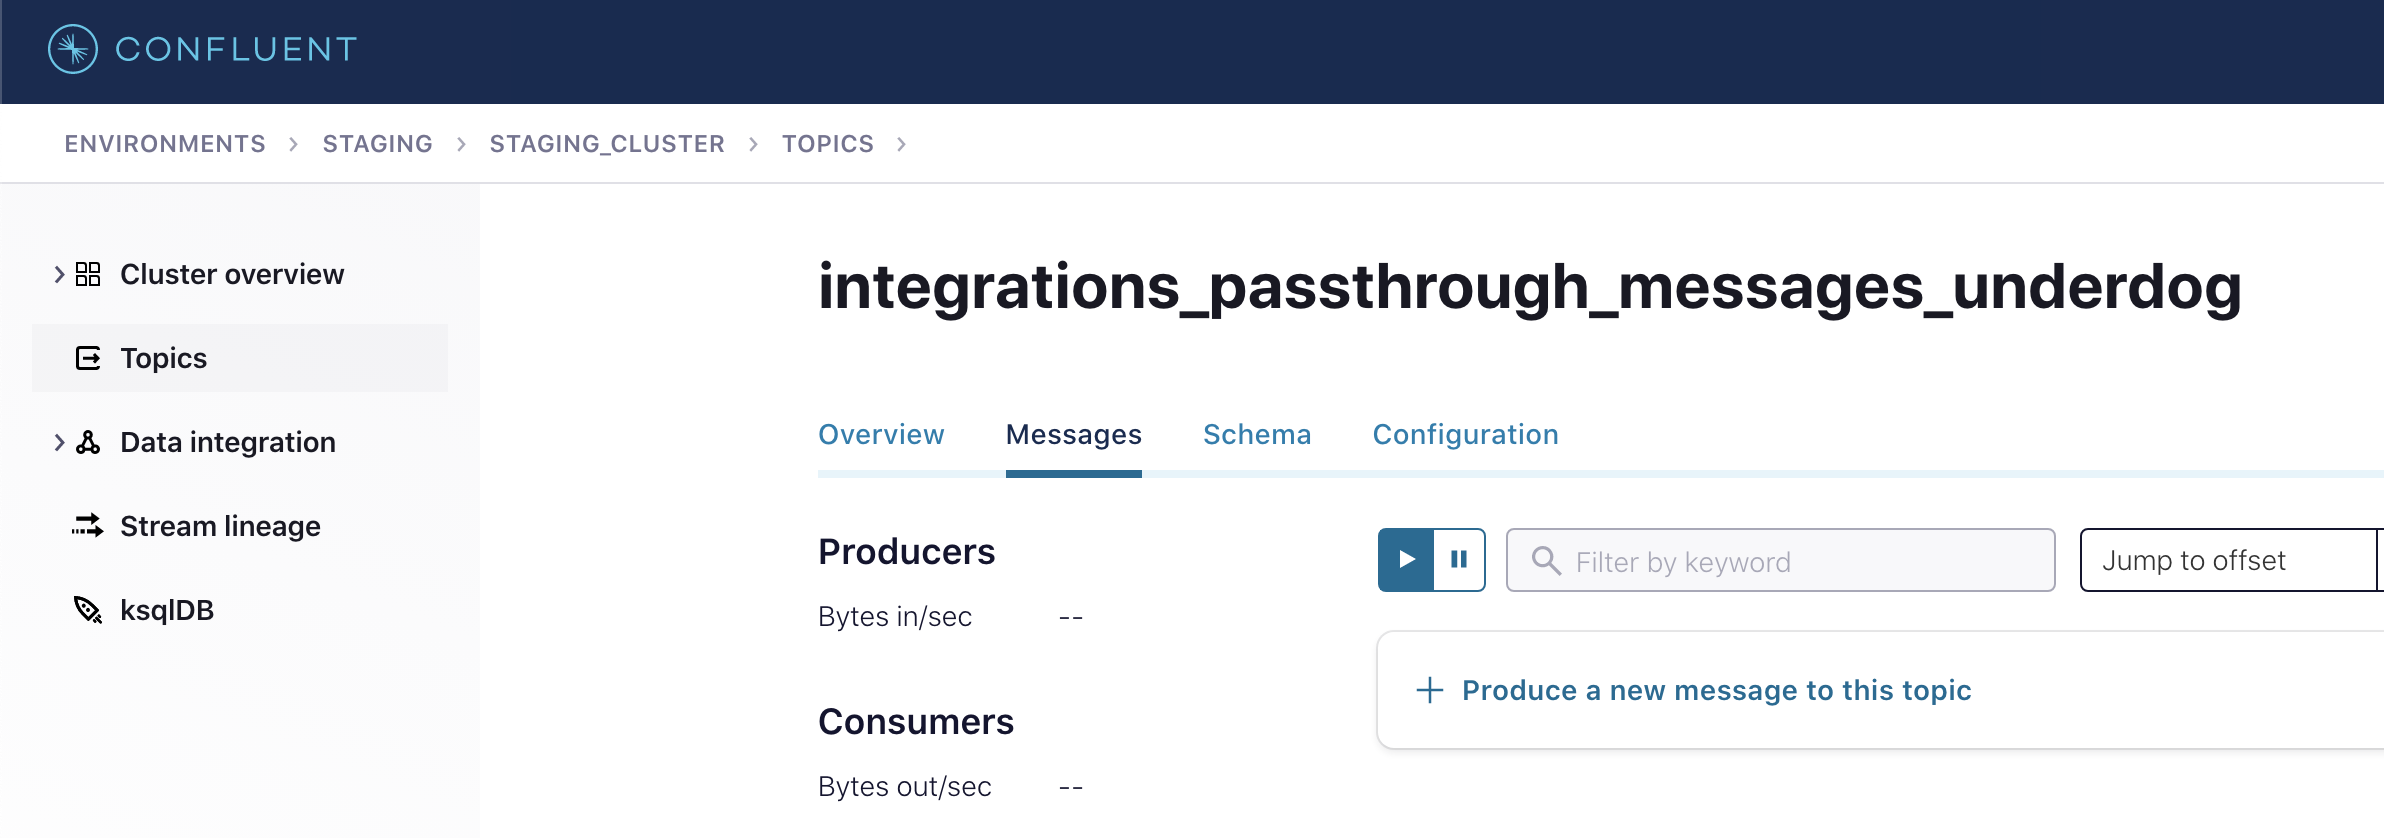 CONFLUENT
ENVIRONMENTS > STAGING > STAGING_CLUSTER > TOPICS >
Cluster overview
Topics
Data integration
Stream lineage
ksqlDB
integrations_passthrough_messages_underdog
Overview Messages Schema Configuration
Producers
Bytes in/sec --
Consumers
Bytes out/sec --
Filter by keyword
Jump to offset
+ Produce a new message to this topic